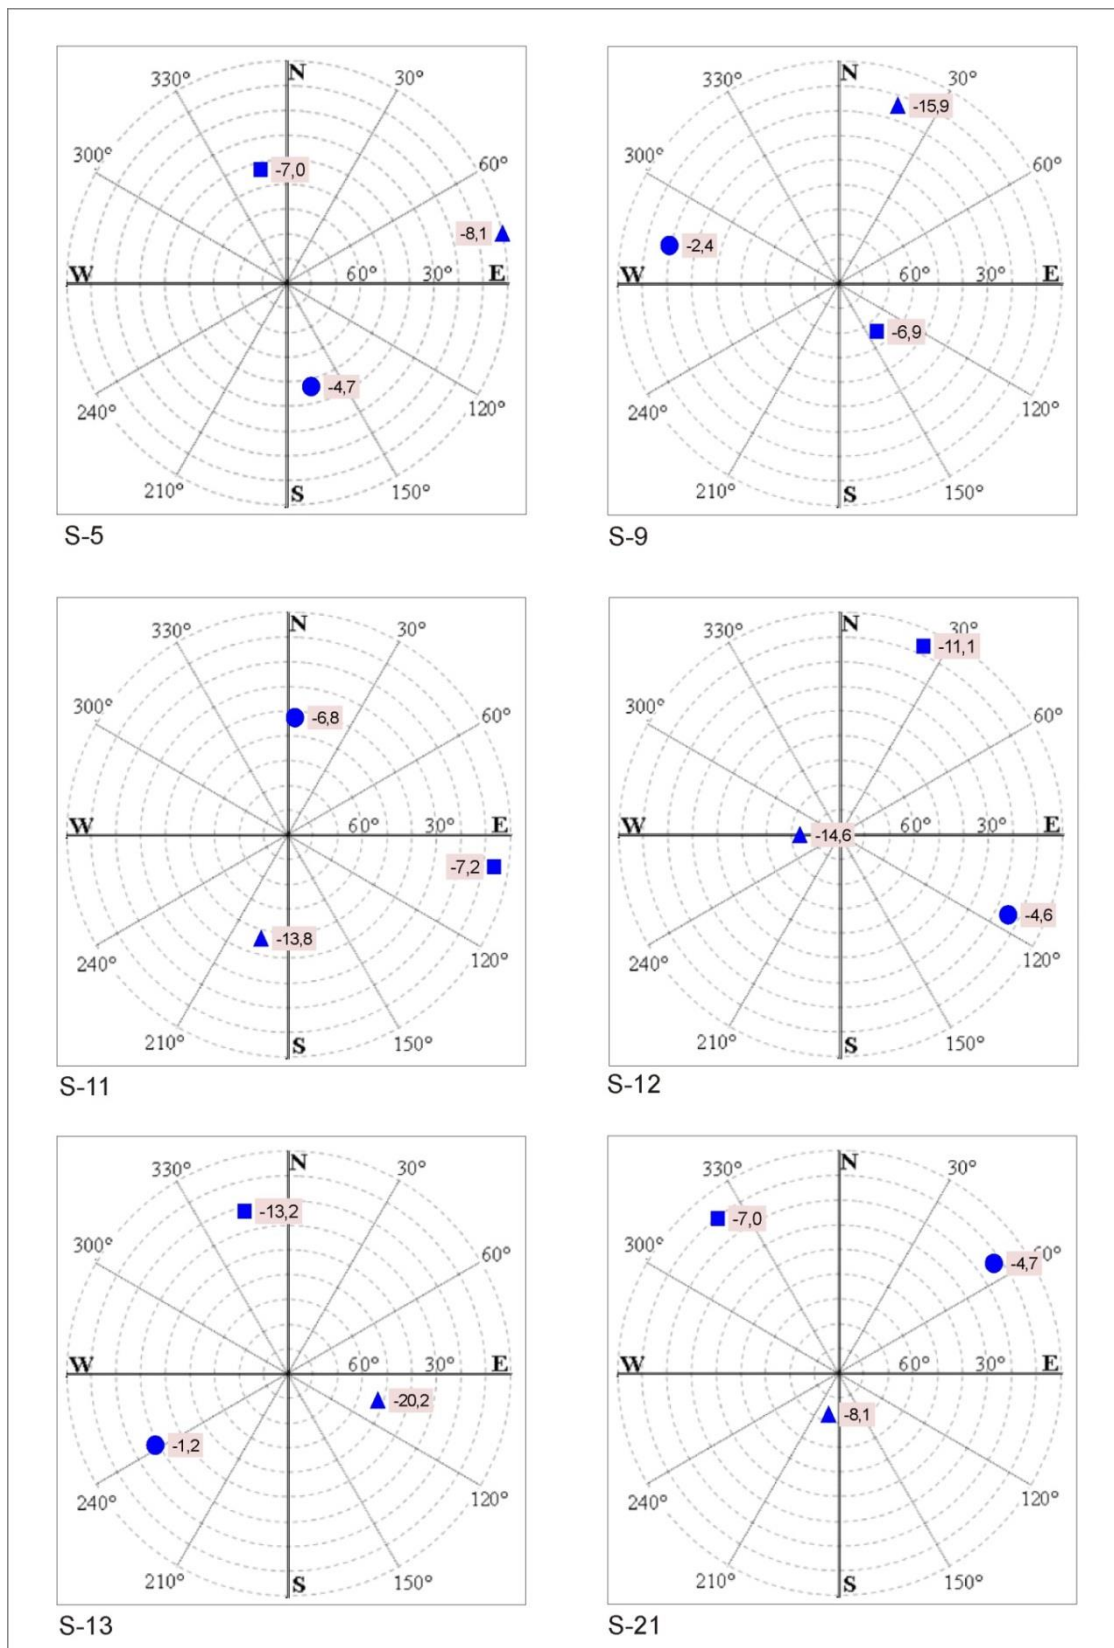 N
330° 30°
300° 60°
-7,0
-8,1
W 60° 30° E
-4,7
240° 120°
210° S 150°
S-5
N
330° 30°
-15,9
300° 60°
-2,4
W 60° 30° E
-6,9
240° 120°
210° S 150°
S-9
N
330° 30°
300° 60°
-6,8
W 60° 30° E
-7,2
-13,8
240° 120°
210° S 150°
S-11
N
330° 30°
-11,1
300° 60°
W -14,6 60° 30° E
-4,6
240° 120°
210° S 150°
S-12
N
330° 30°
-13,2
300° 60°
W 60° 30° E
-20,2
-1,2
240° 120°
210° S 150°
S-13
N
330° 30°
-7,0
300° -4,7 60°
W 60° 30° E
-8,1
240° 120°
210° S 150°
S-21